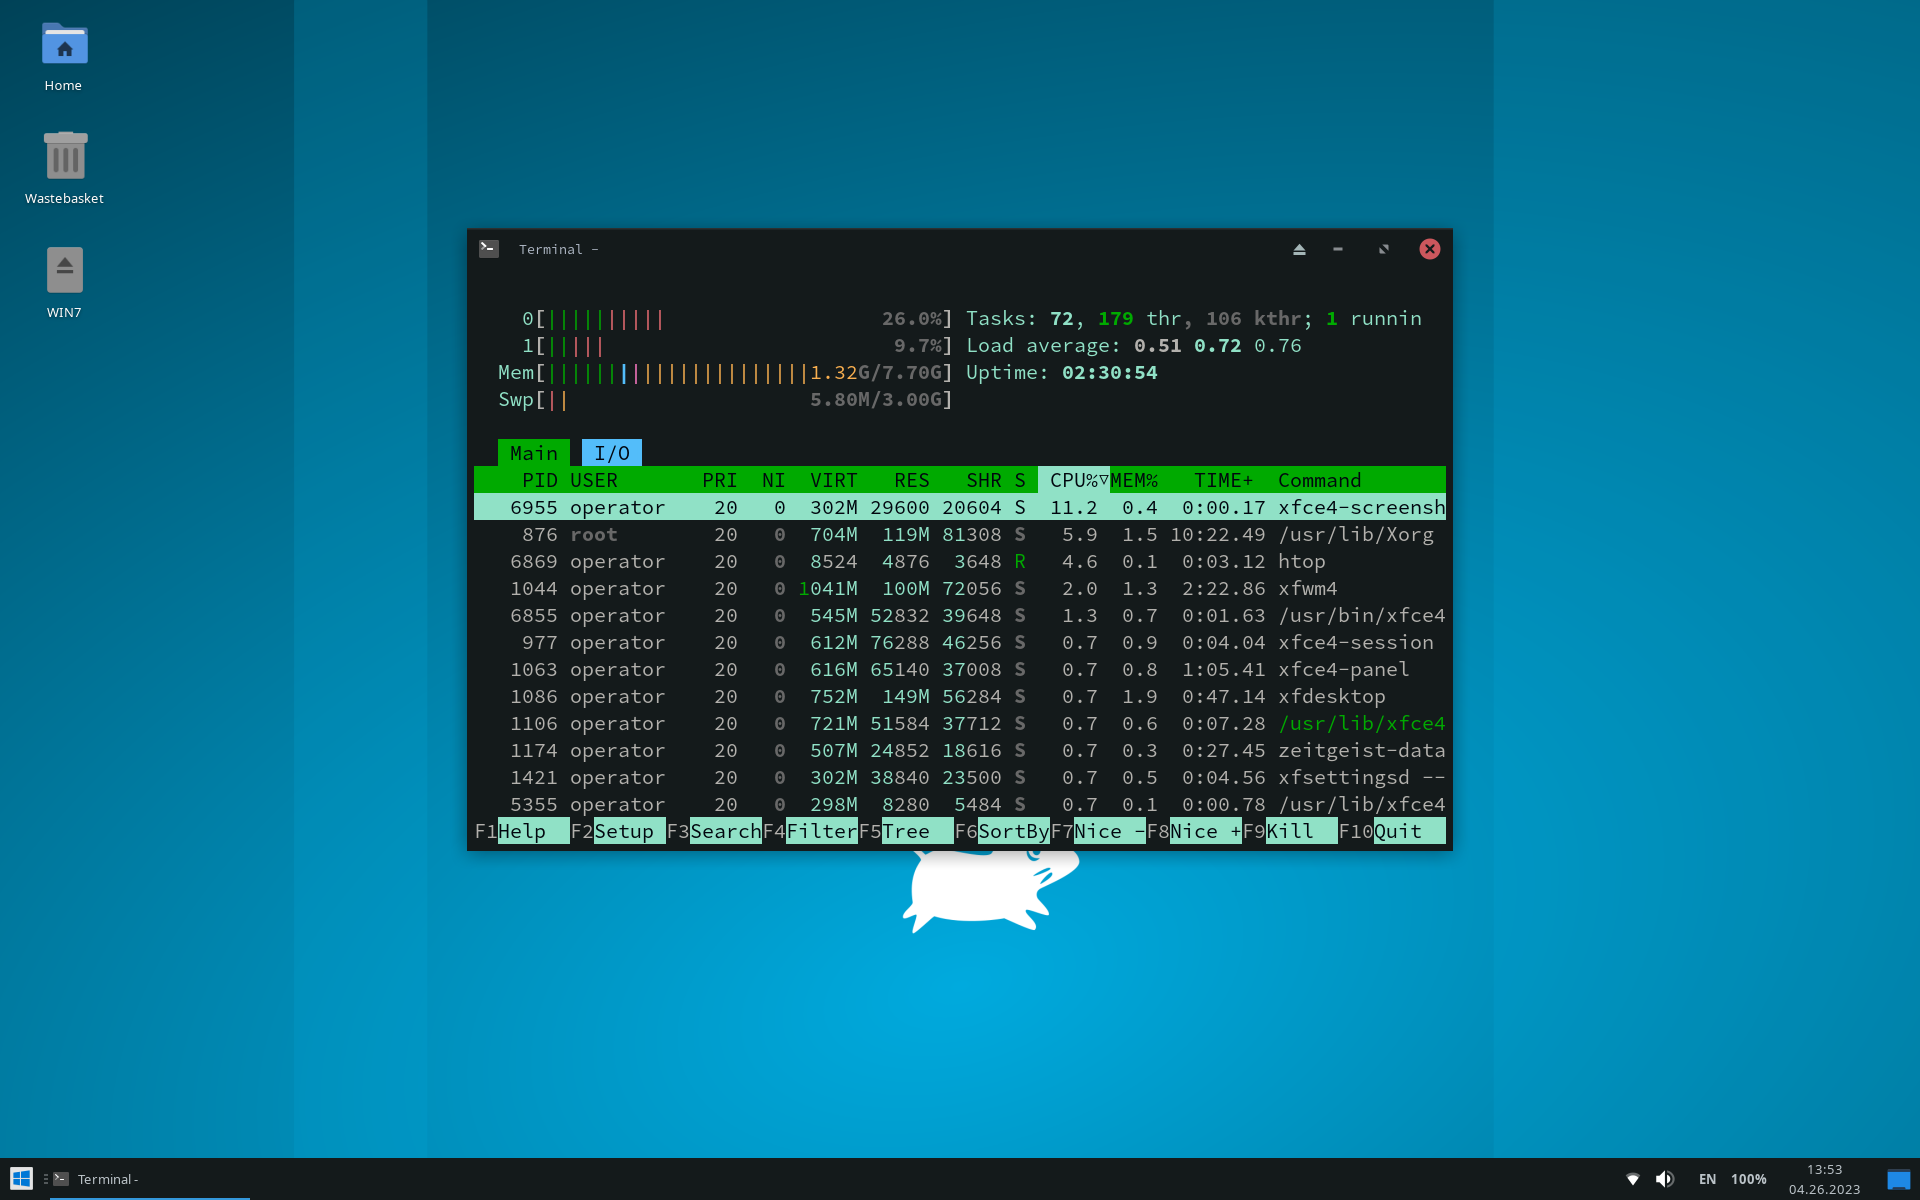 Home
Wastebasket
WIN7
Terminal -
0[|||||||||| 26.0%] Tasks: 72, 179 thr, 106 kthr; 1 runnin
1[||||| 9.7%] Load average: 0.51 0.72 0.76
Mem[||||||||||||||||||||||1.32G/7.70G] Uptime: 02:30:54
Swp[|| 5.80M/3.00G]
Main I/O
PID USER PRI NI VIRT RES SHR S CPU%▽MEM% TIME+ Command
6955 operator 20 0 302M 29600 20604 S 11.2 0.4 0:00.17 xfce4-screensh
876 root 20 0 704M 119M 81308 S 5.9 1.5 10:22.49 /usr/lib/Xorg
6869 operator 20 0 8524 4876 3648 R 4.6 0.1 0:03.12 htop
1044 operator 20 0 1041M 100M 72056 S 2.0 1.3 2:22.86 xfwm4
6855 operator 20 0 545M 52832 39648 S 1.3 0.7 0:01.63 /usr/bin/xfce4
977 operator 20 0 612M 76288 46256 S 0.7 0.9 0:04.04 xfce4-session
1063 operator 20 0 616M 65140 37008 S 0.7 0.8 1:05.41 xfce4-panel
1086 operator 20 0 752M 149M 56284 S 0.7 1.9 0:47.14 xfdesktop
1106 operator 20 0 721M 51584 37712 S 0.7 0.6 0:07.28 /usr/lib/xfce4
1174 operator 20 0 507M 24852 18616 S 0.7 0.3 0:27.45 zeitgeist-data
1421 operator 20 0 302M 38840 23500 S 0.7 0.5 0:04.56 xfsettingsd --
5355 operator 20 0 298M 8280 5484 S 0.7 0.1 0:00.78 /usr/lib/xfce4
F1Help F2Setup F3SearchF4FilterF5Tree F6SortByF7Nice -F8Nice +F9Kill F10Quit
Terminal -
EN 100%
13:53
04.26.2023